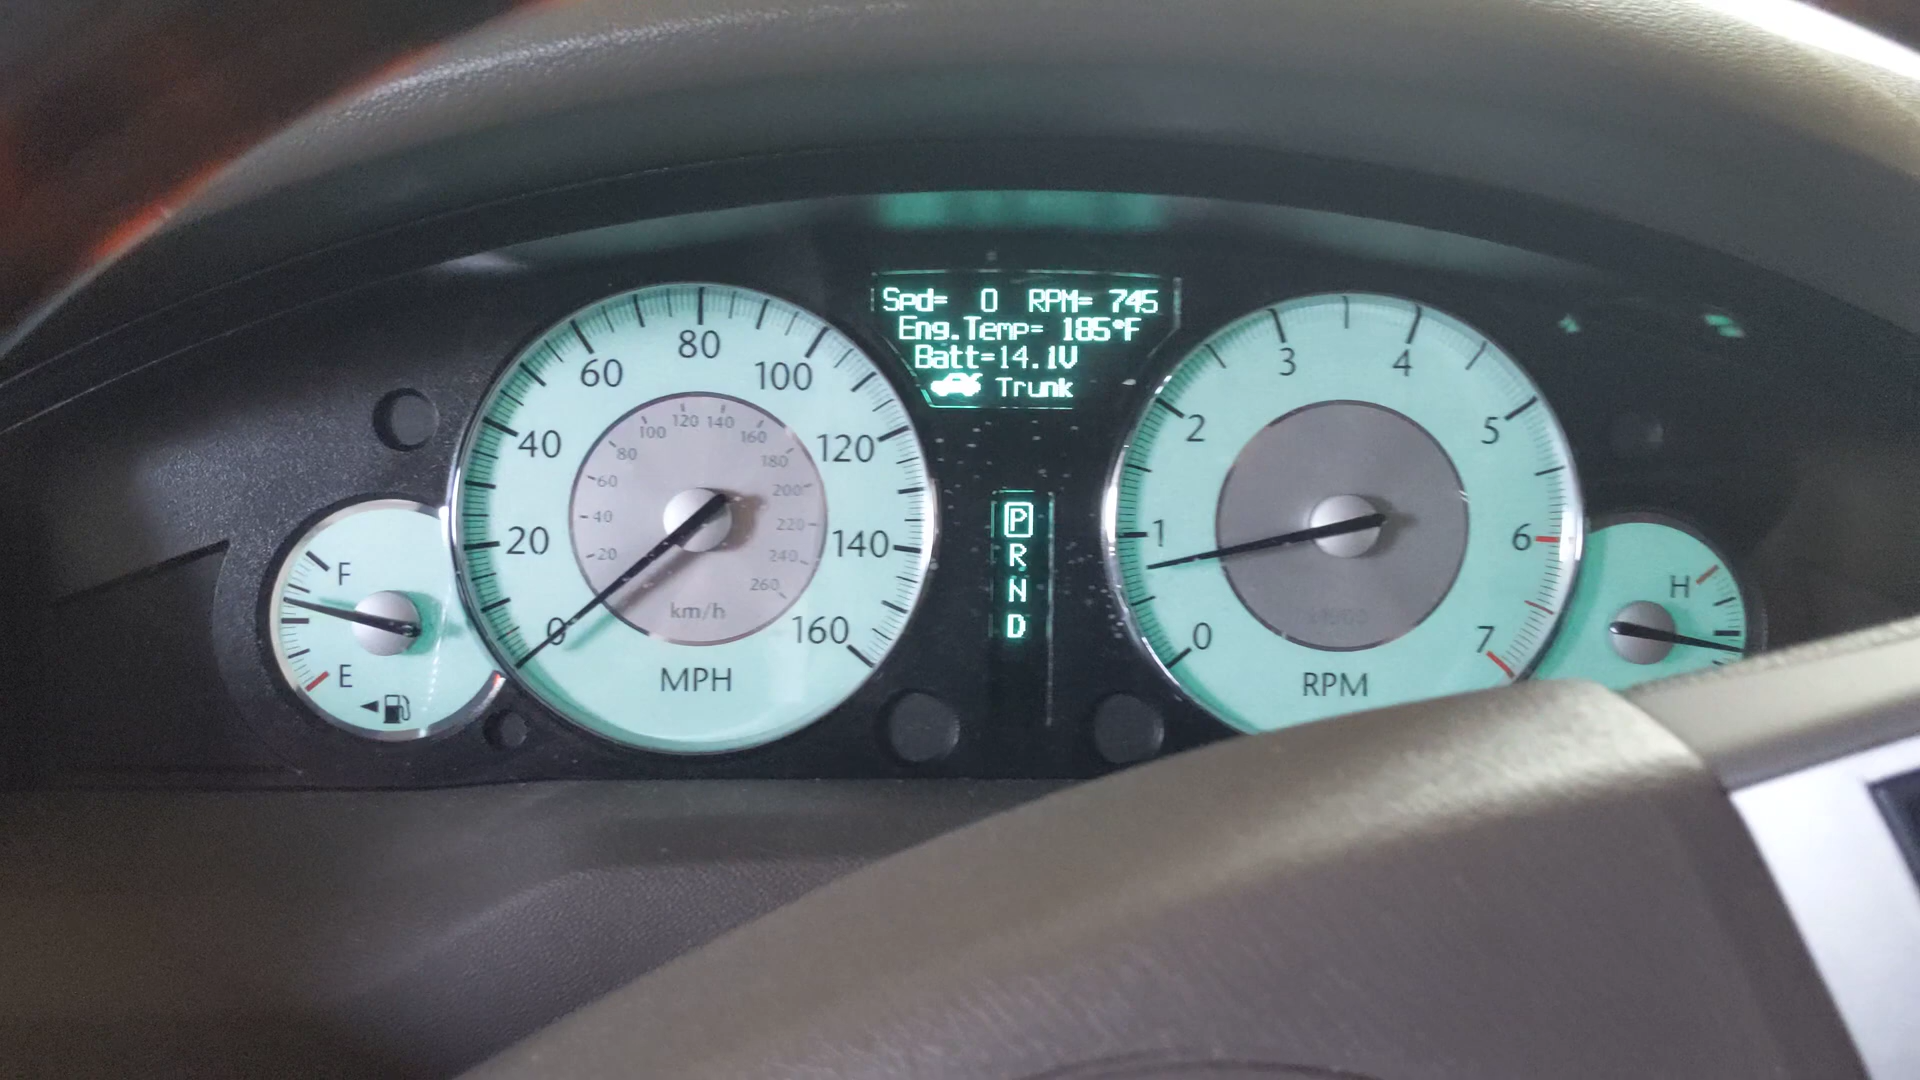 Spd= 0 RPM= 745
Eng.Temp= 185°F
Batt=14.1V
Trunk
0
20
40
60
80
100
120
140
160
MPH
20
40
60
80
100
120
140
160
180
200
220
240
260
km/h
P
R
N
D
0
1
2
3
4
5
6
7
RPM
F
E
H